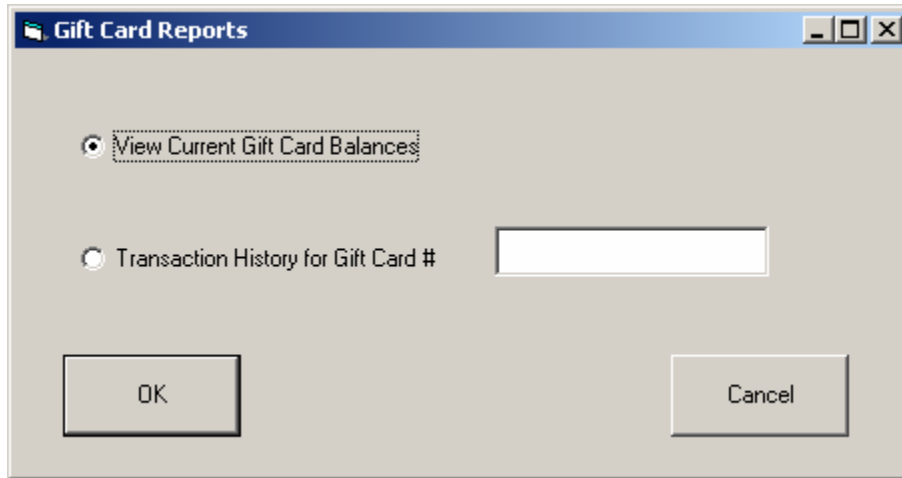 Gift Card Reports
View Current Gift Card Balances
Transaction History for Gift Card #
OK
Cancel